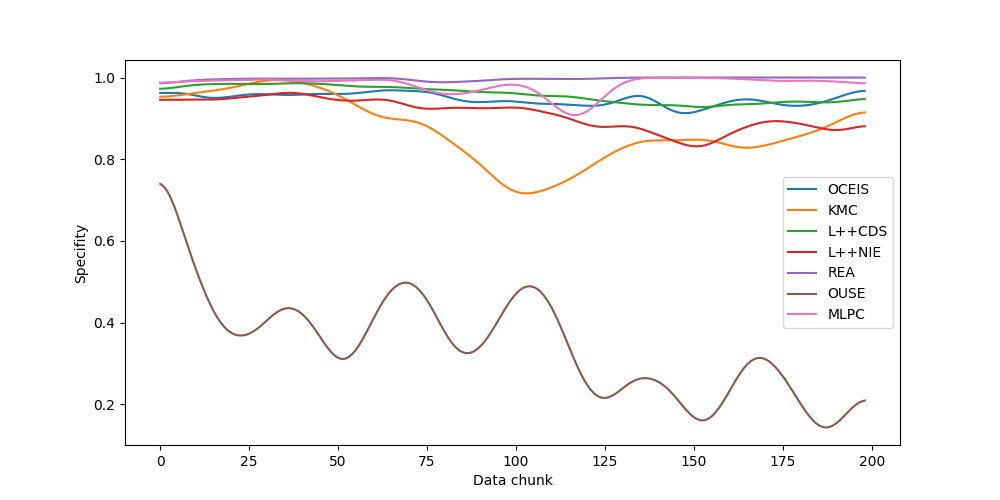 1.0
0.8
0.6
0.4
0.2
Specifity
0 25 50 75 100 125 150 175 200
Data chunk
OCEIS
KMC
L++CDS
L++NIE
REA
OUSE
MLPC